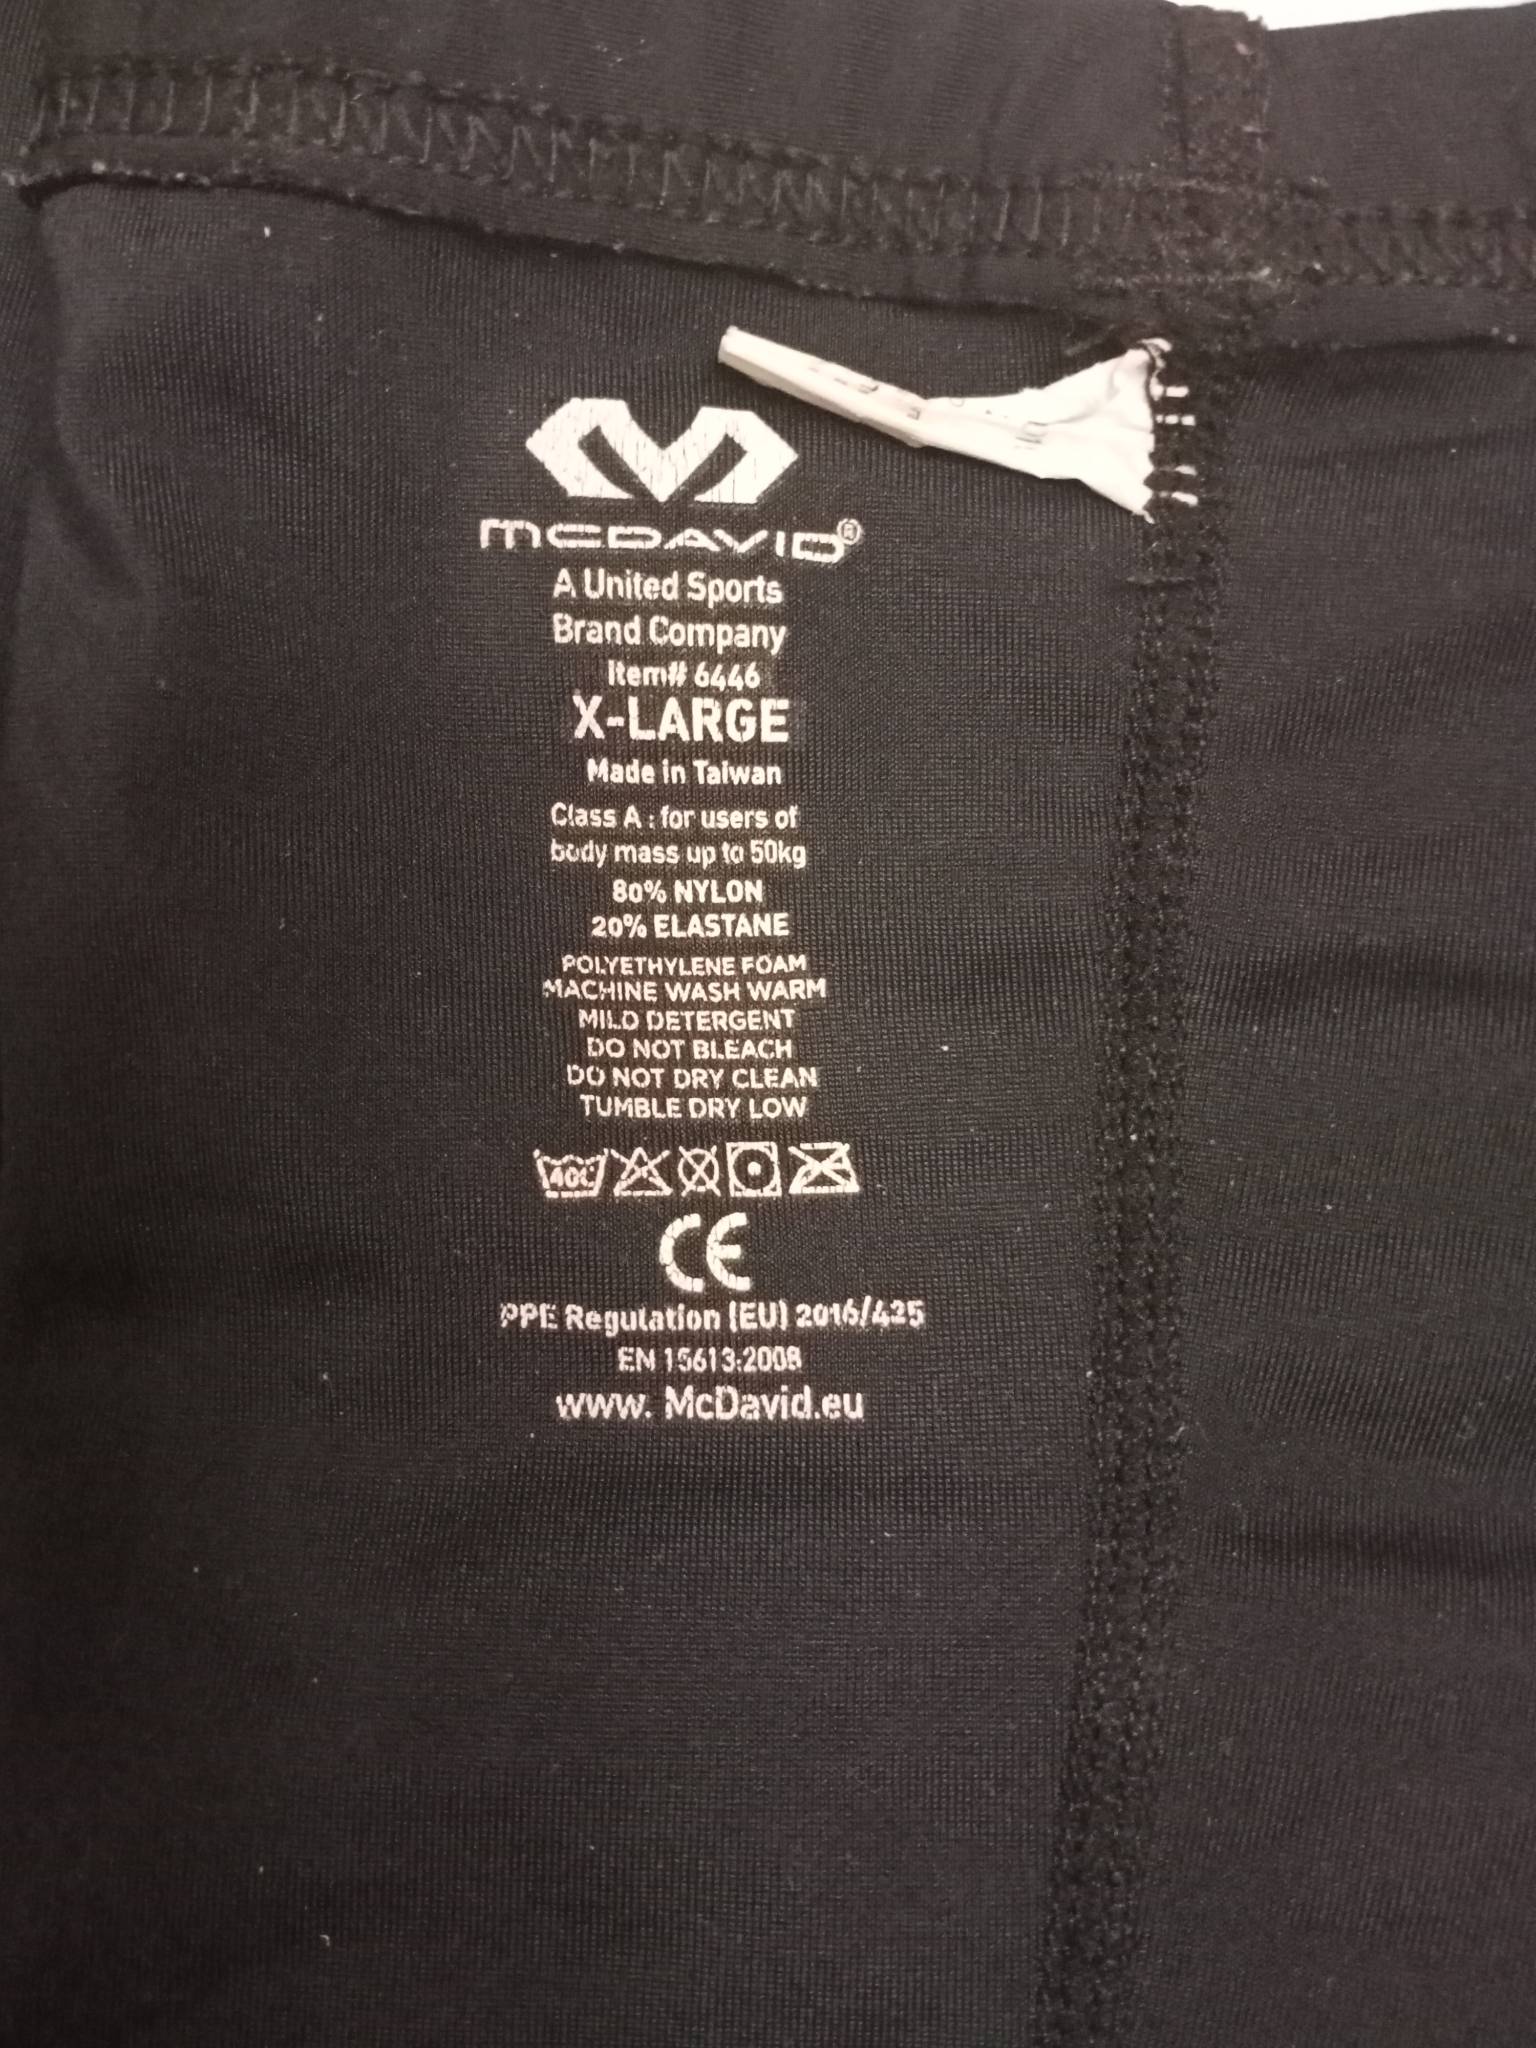 MCDAVID®
A United Sports
Brand Company
Item# 6446
X-LARGE
Made in Taiwan
Class A : for users of
body mass up to 50kg
80% NYLON
20% ELASTANE
POLYETHYLENE FOAM
MACHINE WASH WARM
MILD DETERGENT
DO NOT BLEACH
DO NOT DRY CLEAN
TUMBLE DRY LOW
40C
CE
PPE Regulation (EU) 2016/425
EN 15613:2008
www. McDavid.eu